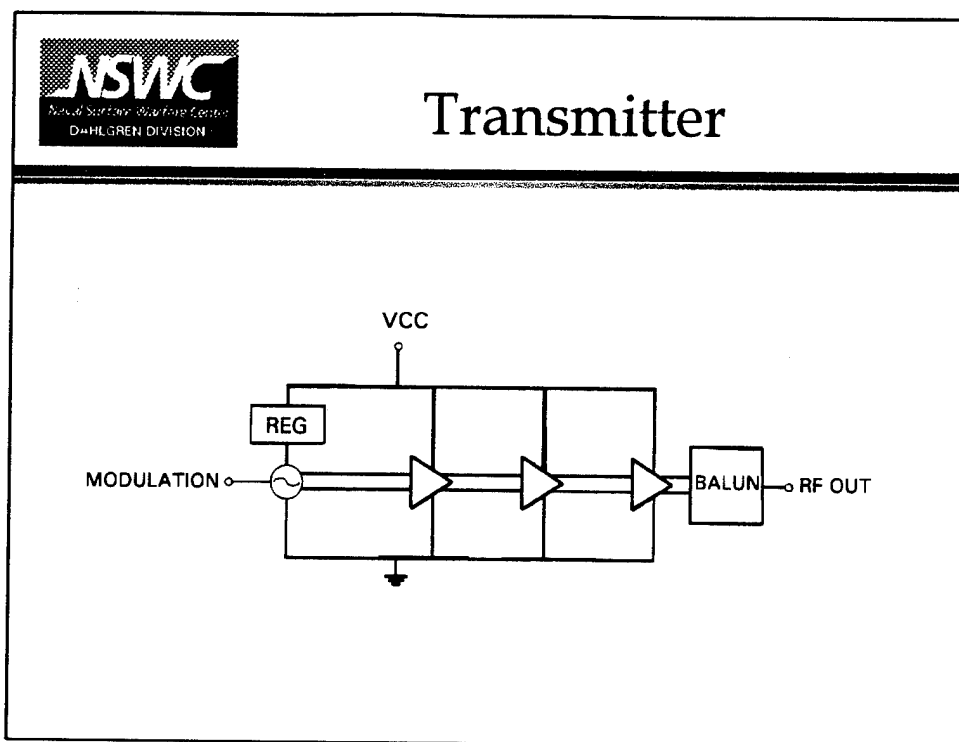 NSWC
Naval Surface Warfare Center
DAHLGREN DIVISION
Transmitter
VCC
REG
MODULATION
BALUN
RF OUT